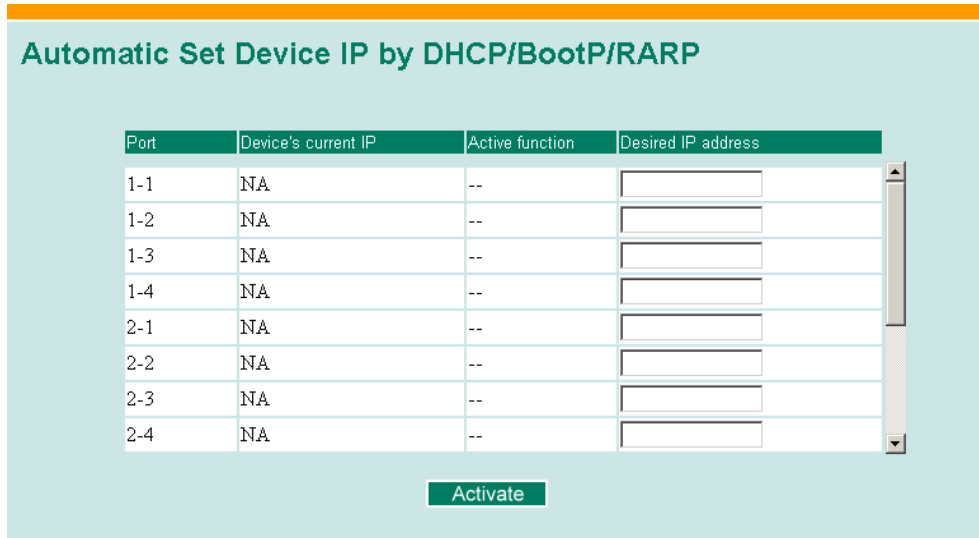 Automatic Set Device IP by DHCP/BootP/RARP
Port Device's current IP Active function Desired IP address
1-1 NA --
1-2 NA --
1-3 NA --
1-4 NA --
2-1 NA --
2-2 NA --
2-3 NA --
2-4 NA --
Activate